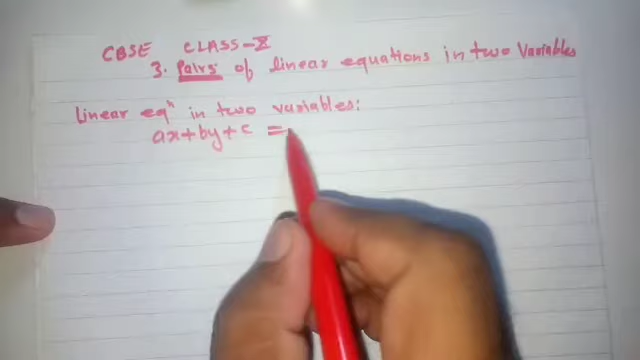 CBSE CLASS-X
3. Pairs of linear equations in two Variables
Linear eqⁿ in two variables:
ax+by+c =